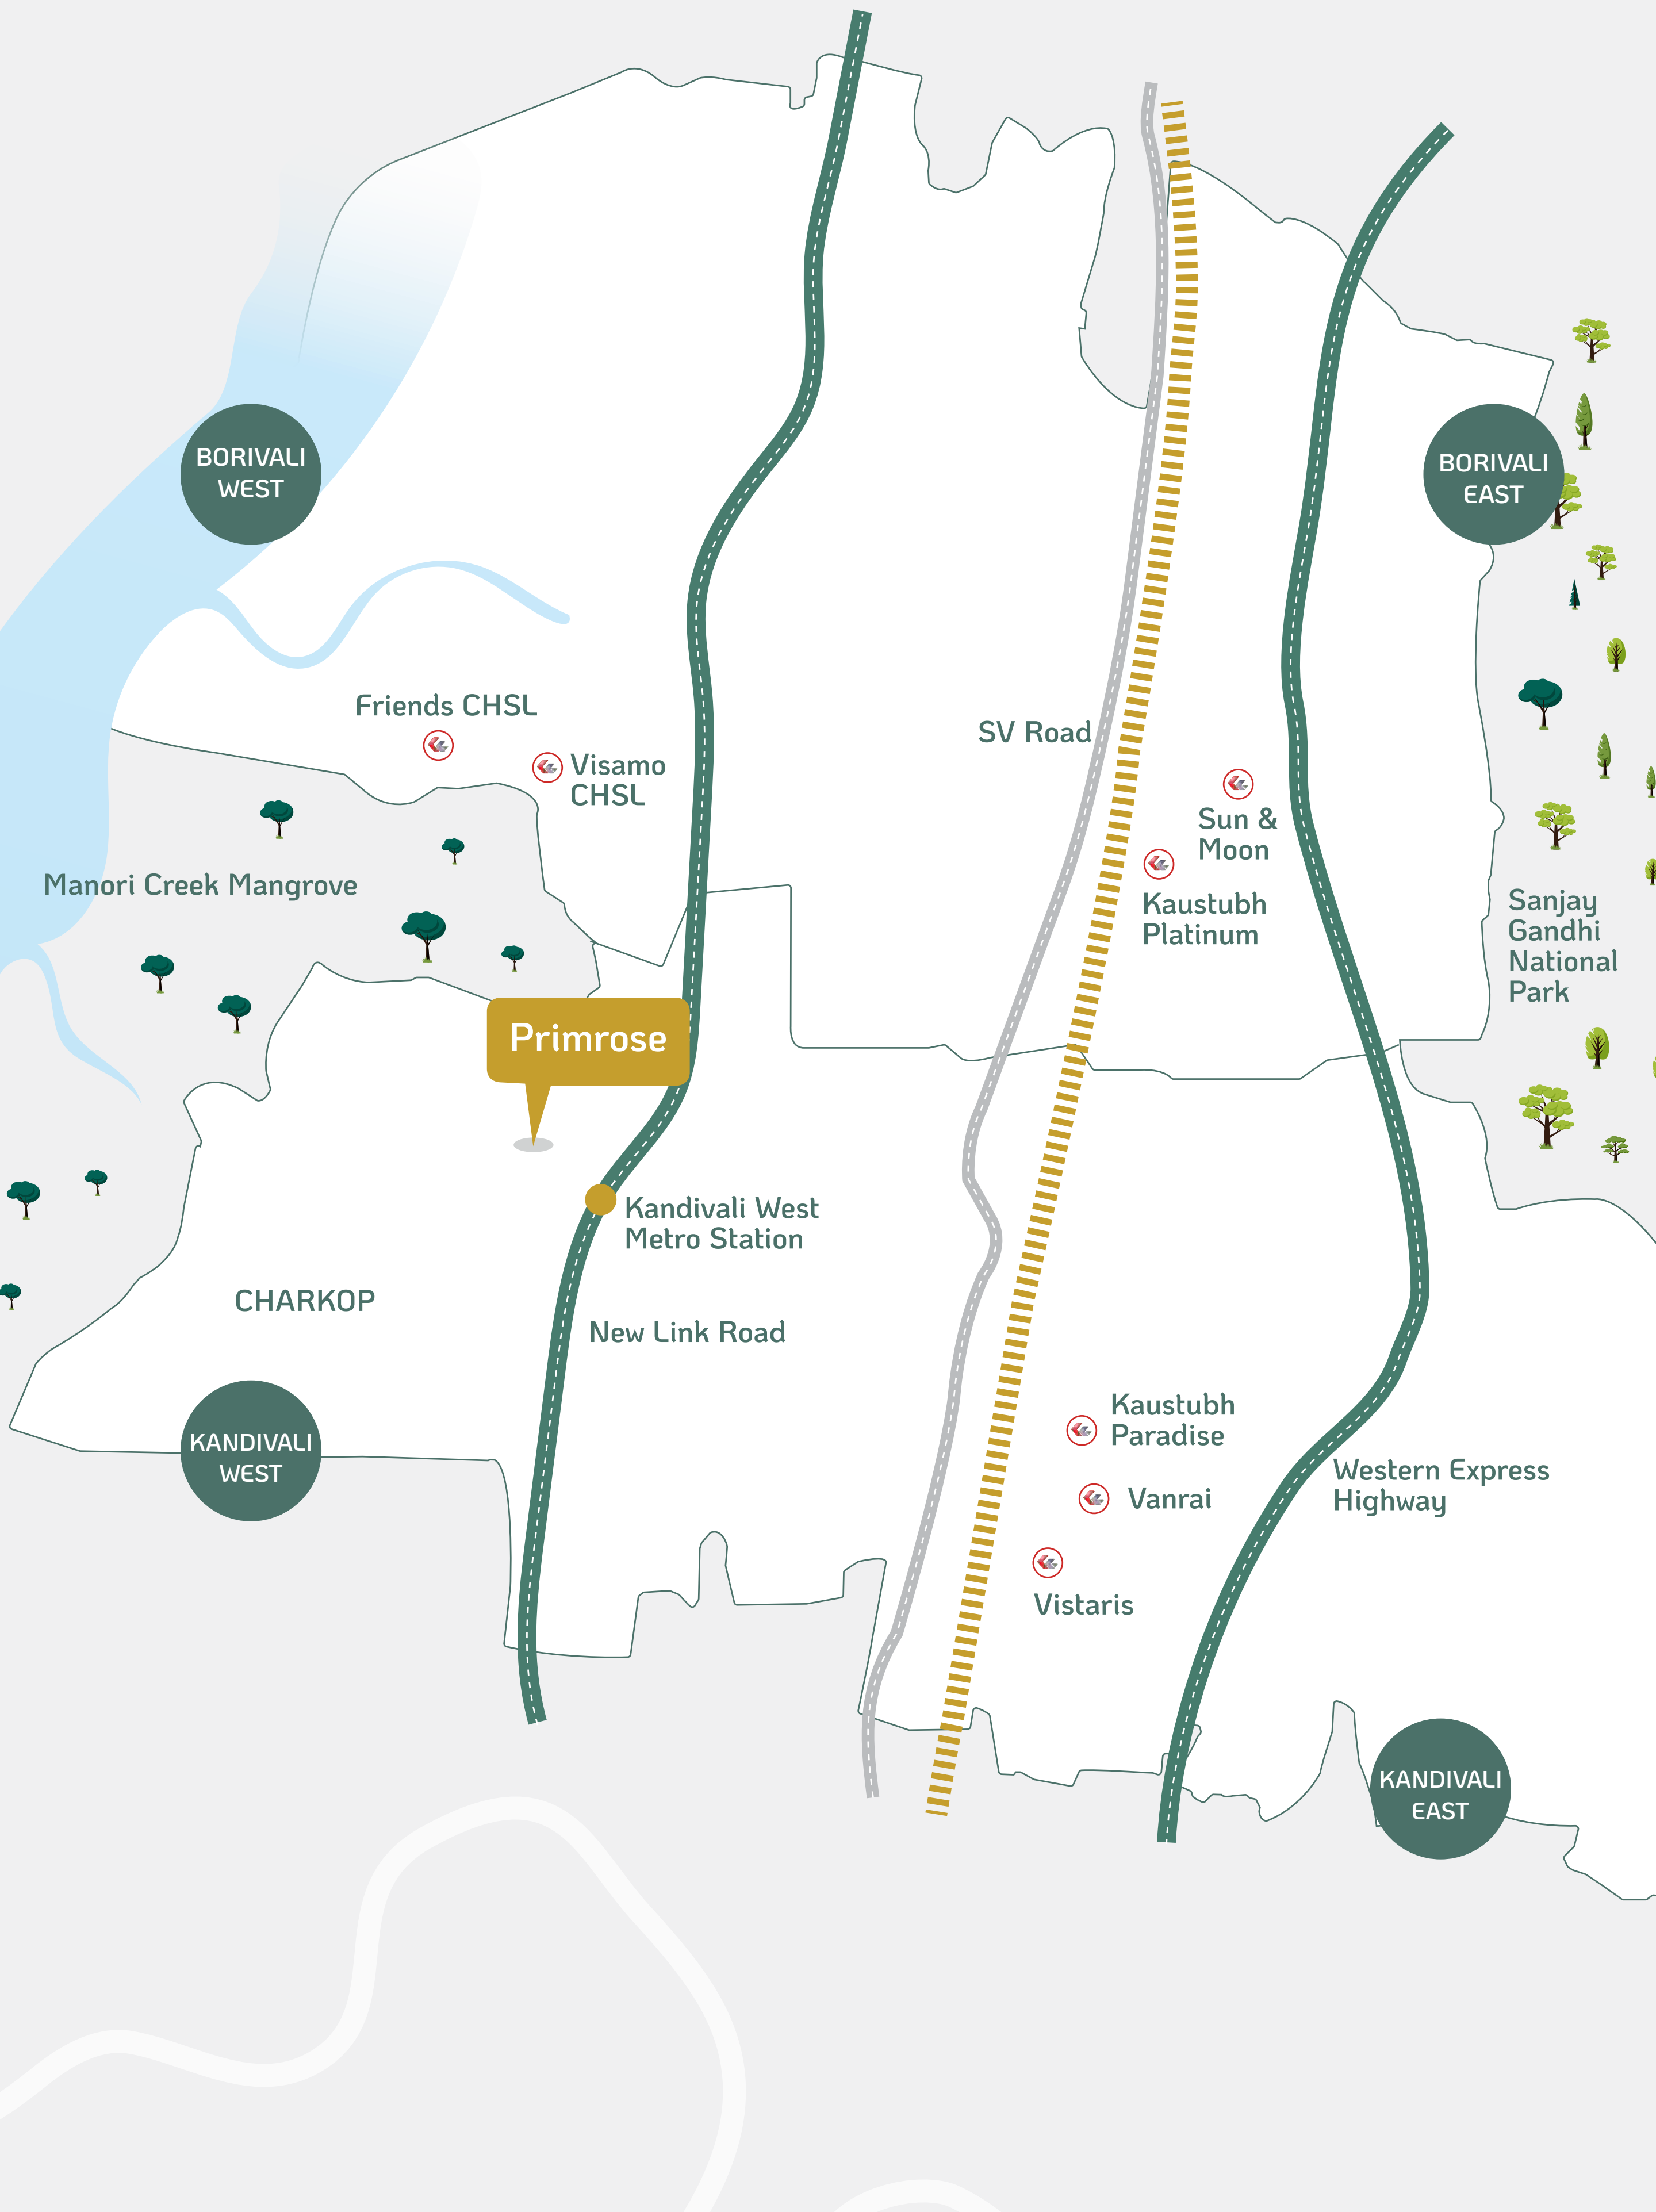 BORIVALI
WEST
BORIVALI
EAST
Friends CHSL
Visamo
CHSL
SV Road
Sun &
Moon
Kaustubh
Platinum
Manori Creek Mangrove
Sanjay
Gandhi
National
Park
Primrose
Kandivali West
Metro Station
CHARKOP
New Link Road
Kaustubh
Paradise
KANDIVALI
WEST
Western Express
Highway
Vanrai
Vistaris
KANDIVALI
EAST